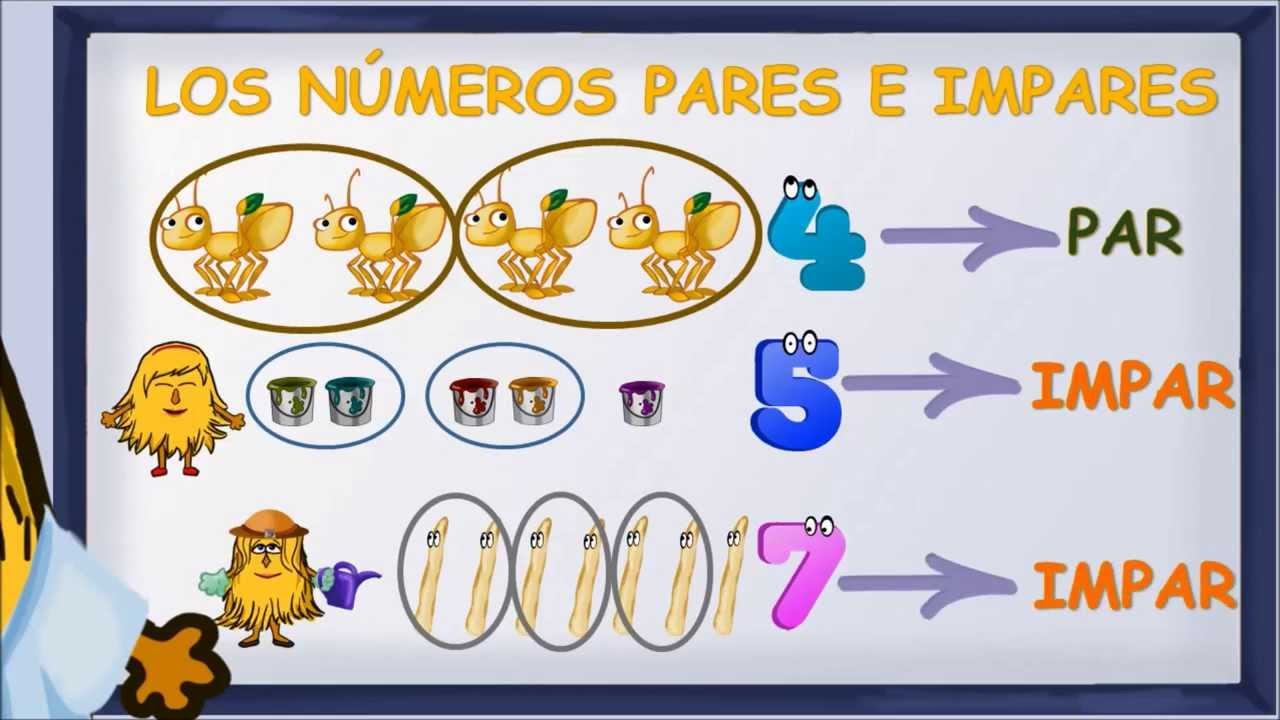 LOS NÚMEROS PARES E IMPARES
4 PAR
5 IMPAR
7 IMPAR